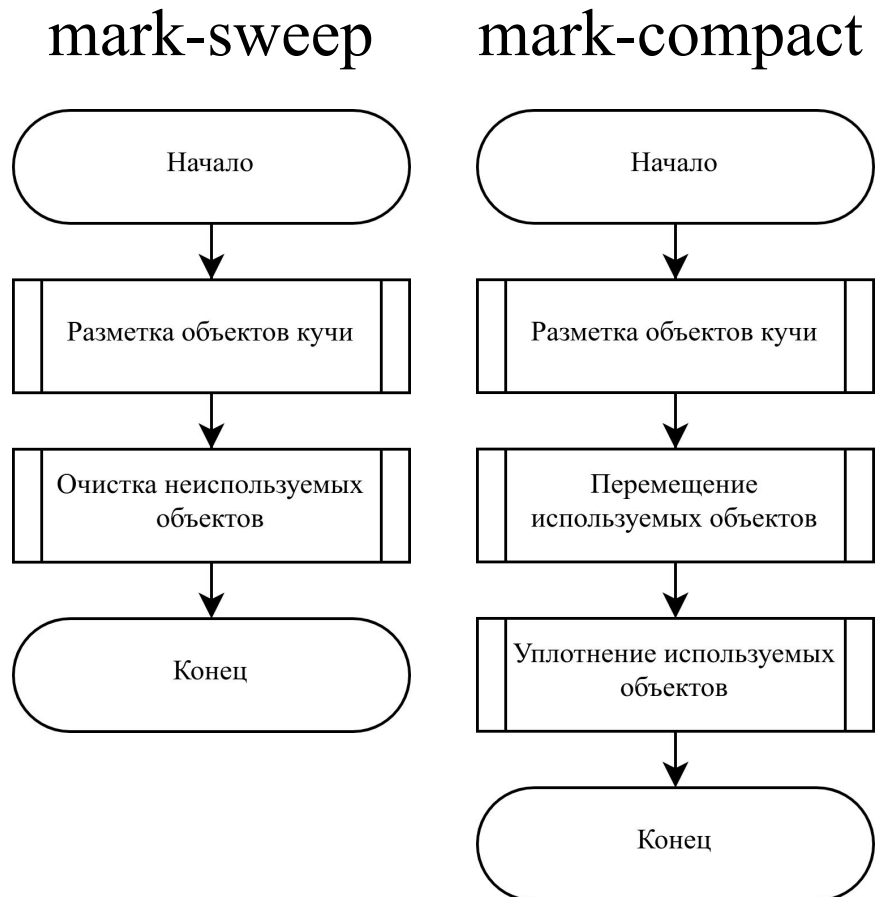 mark-sweep
Начало
Разметка объектов кучи
Очистка неиспользуемых
объектов
Конец
mark-compact
Начало
Разметка объектов кучи
Перемещение
используемых объектов
Уплотнение используемых
объектов
Конец